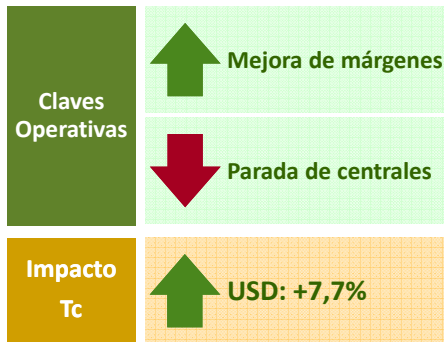 Claves
Operativas
Mejora de márgenes
Parada de centrales
Impacto
Tc
USD: +7,7%